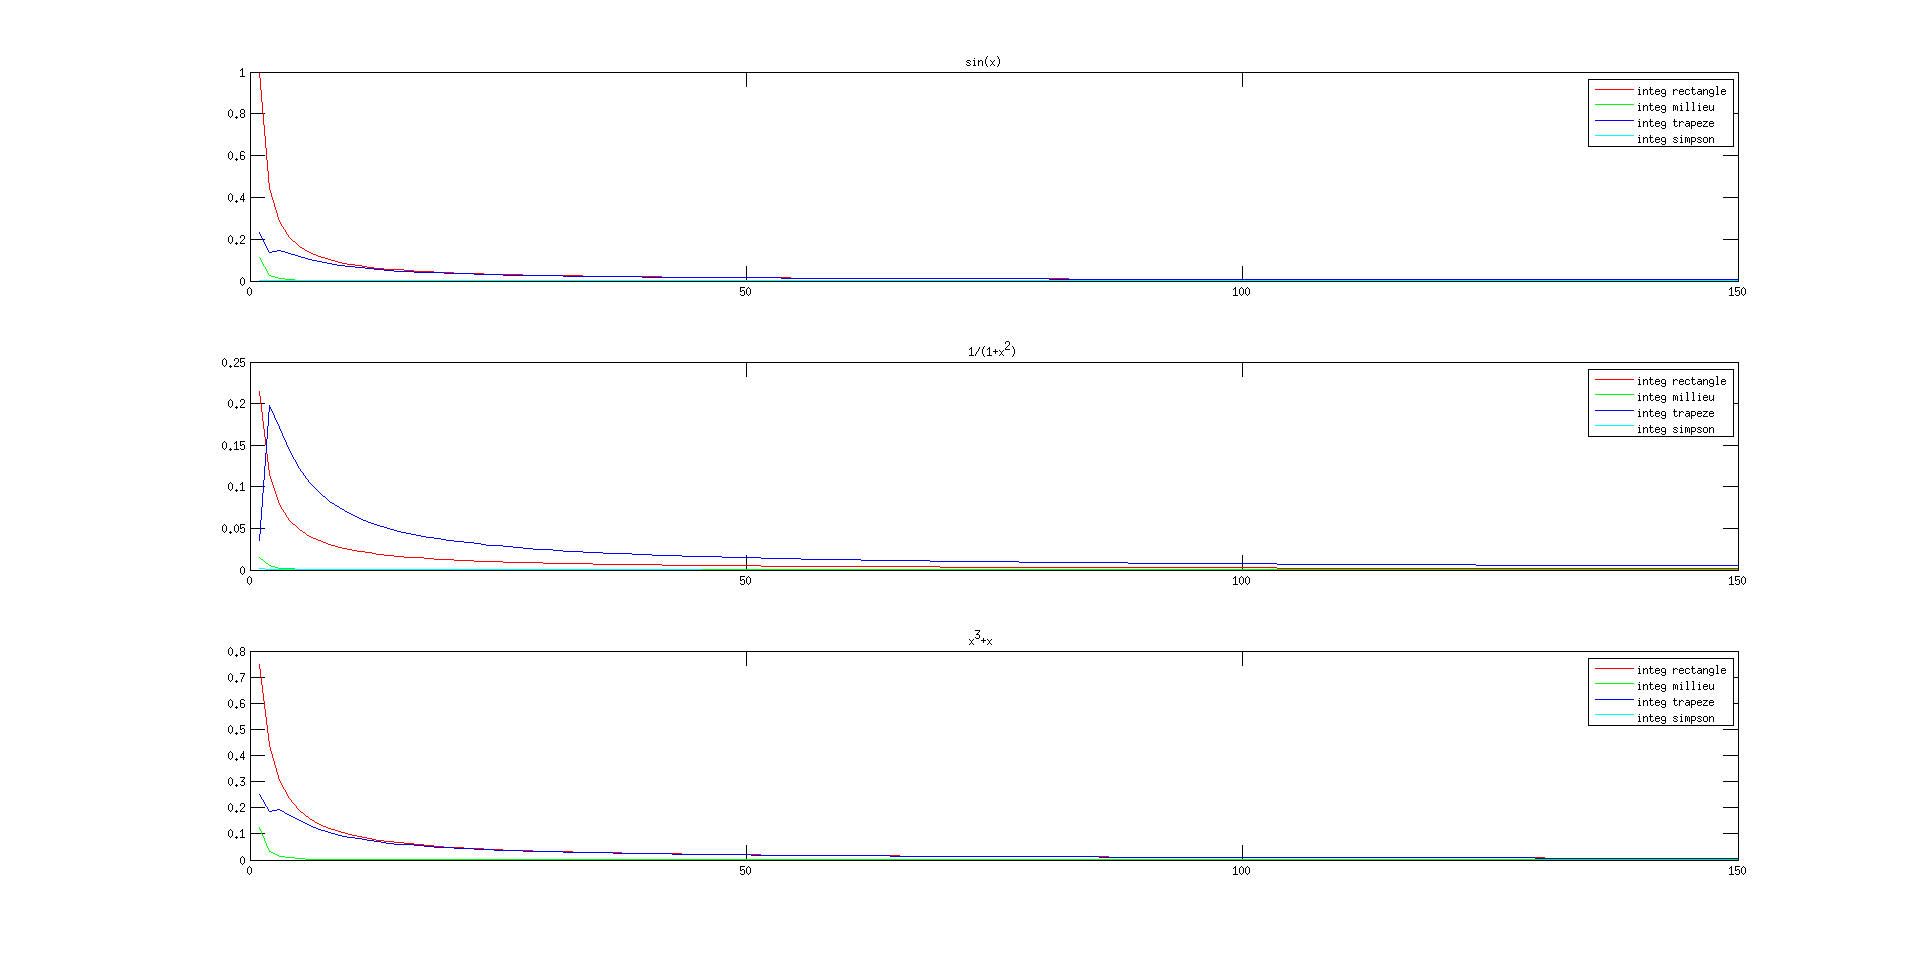 sin(x)
1
0.8
0.6
0.4
0.2
0
0 50 100 150
integ rectangle
integ millieu
integ trapeze
integ simpson
1/(1+x^2)
0.25
0.2
0.15
0.1
0.05
0
0 50 100 150
integ rectangle
integ millieu
integ trapeze
integ simpson
x^3+x
0.8
0.7
0.6
0.5
0.4
0.3
0.2
0.1
0
0 50 100 150
integ rectangle
integ millieu
integ trapeze
integ simpson